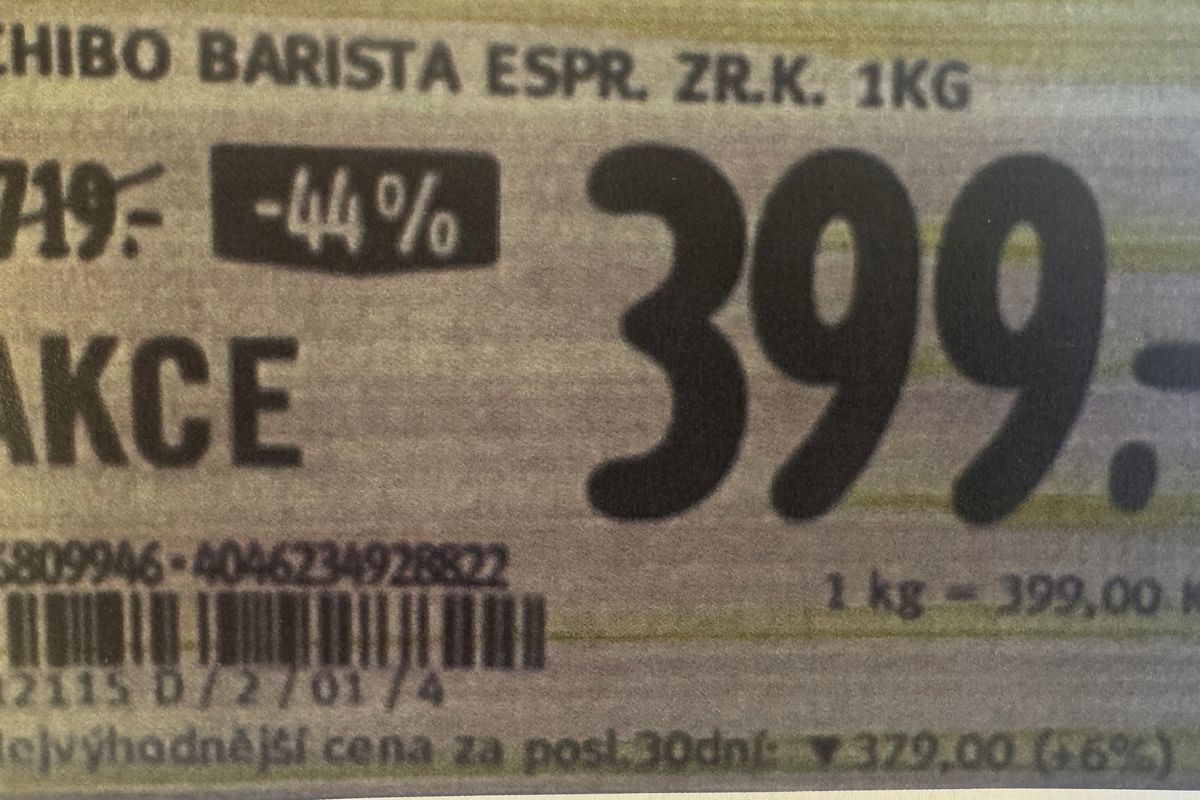 CHIBO BARISTA ESPR. ZR.K. 1KG
719.-
-44%
399.-
AKCE
6809946-4046234928822
1 kg = 399,00
12115 D/2/01/4
Nejvýhodnější cena za posl.30dní: ▼379,00 (+6%)